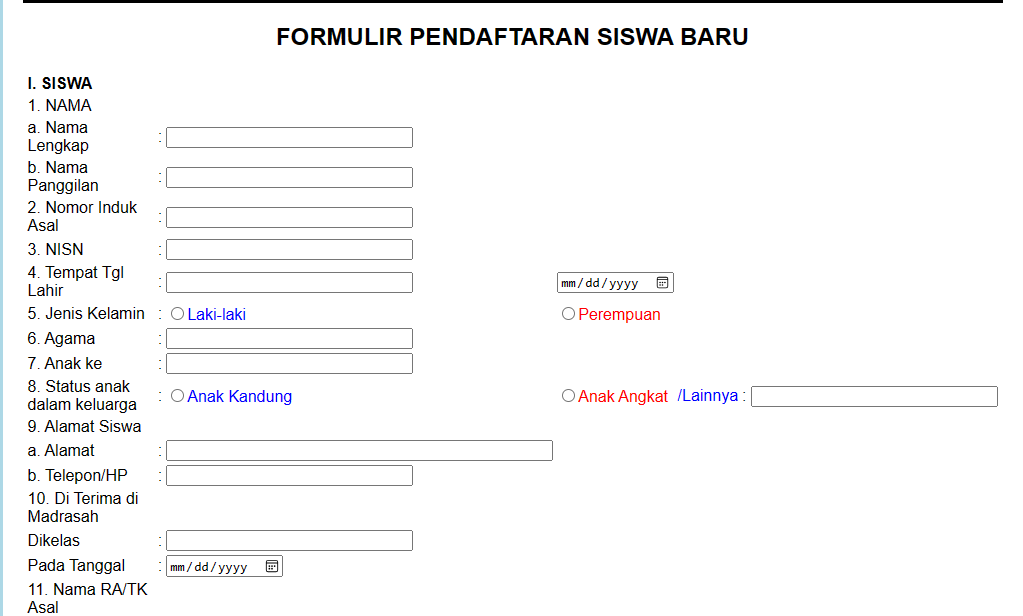 FORMULIR PENDAFTARAN SISWA BARU
I. SISWA
1. NAMA
a. Nama
Lengkap :
b. Nama
Panggilan :
2. Nomor Induk
Asal :
3. NISN :
4. Tempat Tgl
Lahir : mm/dd/yyyy
5. Jenis Kelamin : Laki-laki Perempuan
6. Agama :
7. Anak ke :
8. Status anak
dalam keluarga : Anak Kandung Anak Angkat /Lainnya :
9. Alamat Siswa
a. Alamat :
b. Telepon/HP :
10. Di Terima di
Madrasah
Dikelas :
Pada Tanggal : mm/dd/yyyy
11. Nama RA/TK
Asal